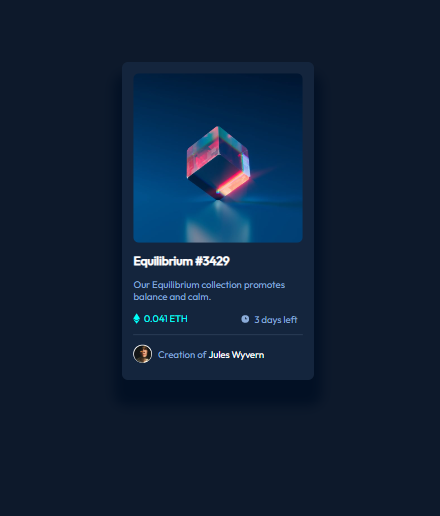 Equilibrium #3429
Our Equilibrium collection promotes
balance and calm.
0.041 ETH
3 days left
Creation of Jules Wyvern